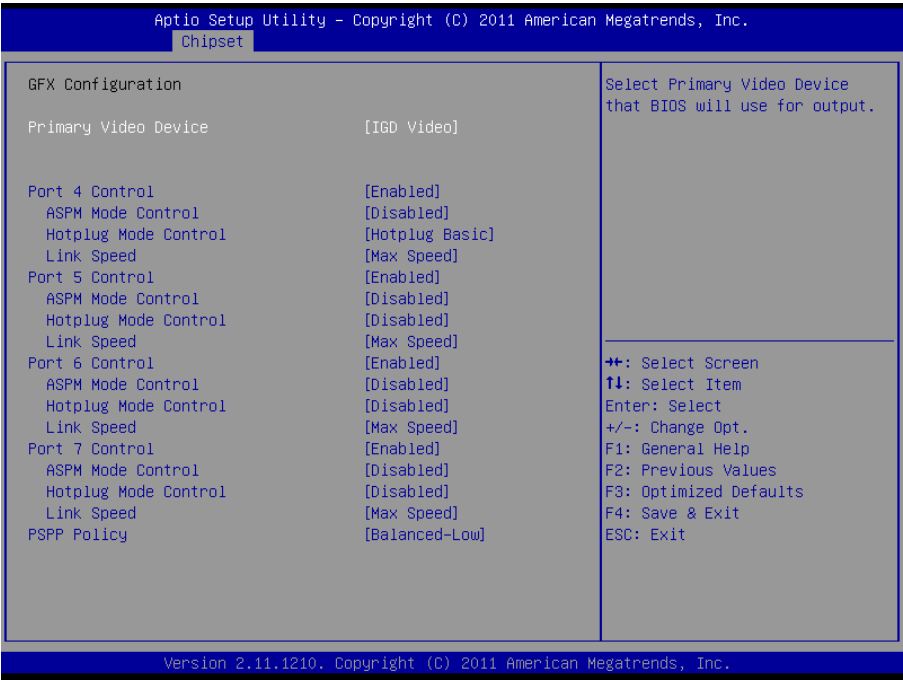 Aptio Setup Utility – Copyright (C) 2011 American Megatrends, Inc.
Chipset
GFX Configuration
Primary Video Device [IGD Video]
Port 4 Control [Enabled]
ASPM Mode Control [Disabled]
Hotplug Mode Control [Hotplug Basic]
Link Speed [Max Speed]
Port 5 Control [Enabled]
ASPM Mode Control [Disabled]
Hotplug Mode Control [Disabled]
Link Speed [Max Speed]
Port 6 Control [Enabled]
ASPM Mode Control [Disabled]
Hotplug Mode Control [Disabled]
Link Speed [Max Speed]
Port 7 Control [Enabled]
ASPM Mode Control [Disabled]
Hotplug Mode Control [Disabled]
Link Speed [Max Speed]
PSPP Policy [Balanced-Low]
Select Primary Video Device
that BIOS will use for output.
→←: Select Screen
↑↓: Select Item
Enter: Select
+/-: Change Opt.
F1: General Help
F2: Previous Values
F3: Optimized Defaults
F4: Save & Exit
ESC: Exit
Version 2.11.1210. Copyright (C) 2011 American Megatrends, Inc.